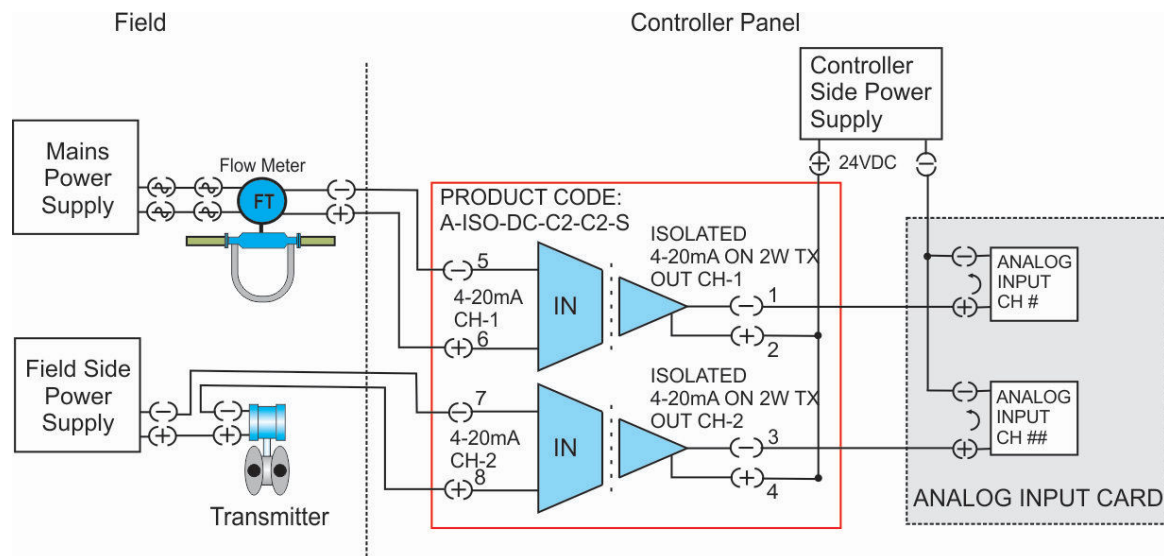 Field
Controller Panel
Mains
Power
Supply
Flow Meter
FT
Controller
Side Power
Supply
24VDC
PRODUCT CODE:
A-ISO-DC-C2-C2-S
5
4-20mA
CH-1
6
IN
ISOLATED
4-20mA ON 2W TX
OUT CH-1
1
2
ANALOG
INPUT
CH #
Field Side
Power
Supply
Transmitter
7
4-20mA
CH-2
8
IN
ISOLATED
4-20mA ON 2W TX
OUT CH-2
3
4
ANALOG
INPUT
CH ##
ANALOG INPUT CARD